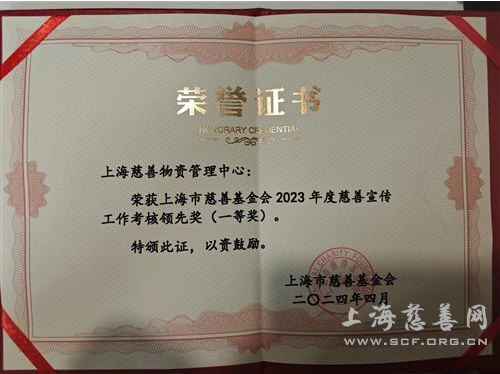 荣誉证书
HONORARY CREDENTIAL
上海慈善物资管理中心：
荣获上海市慈善基金会2023年度慈善宣传
工作考核领先奖（一等奖）。
特颁此证，以资鼓励。
上海市慈善基金会
二〇二四年四月
上海慈善网
www.SCF.ORG.CN